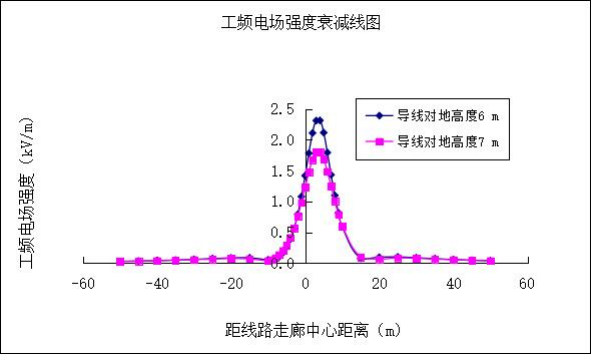 工频电场强度衰减线图
工频电场强度（kV/m）
2.5
2.0
1.5
1.0
0.5
0.0
导线对地高度6 m
导线对地高度7 m
-60
-40
-20
0
20
40
60
距线路走廊中心距离（m）